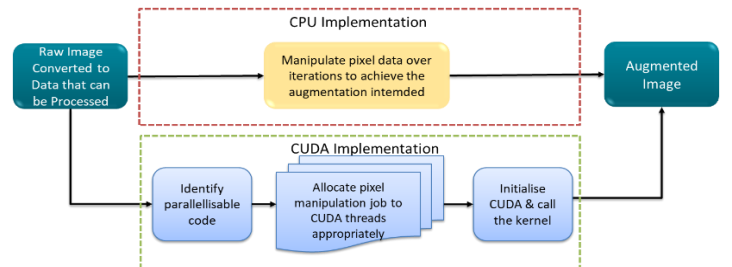 CPU Implementation
Raw Image
Converted to
Data that can
be Processed
Manipulate pixel data over
iterations to achieve the
augmentation intemded
Augmented
Image
CUDA Implementation
Identify
parallellisable
code
Allocate pixel
manipulation job to
CUDA threads
appropriately
Initialise
CUDA & call
the kernel